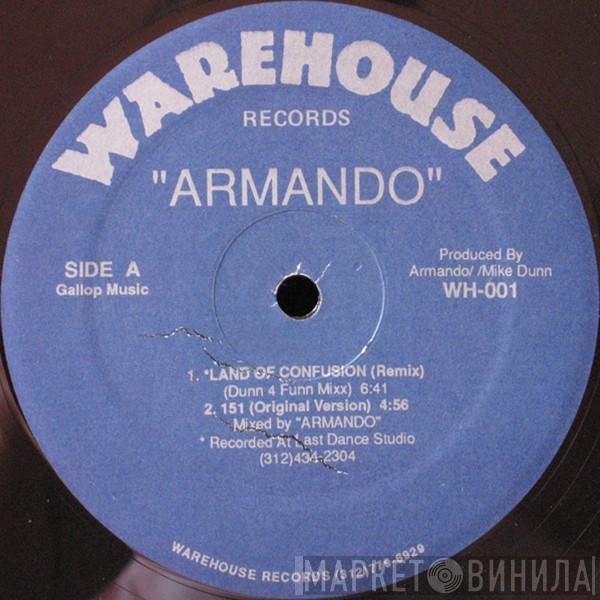 WAREHOUSE
RECORDS
"ARMANDO"
SIDE A
Gallop Music
Produced By
Armando/ /Mike Dunn
WH-001
1. *LAND OF CONFUSION (Remix)
(Dunn 4 Funn Mixx) 6:41
2. 151 (Original Version) 4:56
Mixed by "ARMANDO"
* Recorded At Last Dance Studio
(312)434-2304
WAREHOUSE RECORDS
МАРКЕТ ВИНИЛА